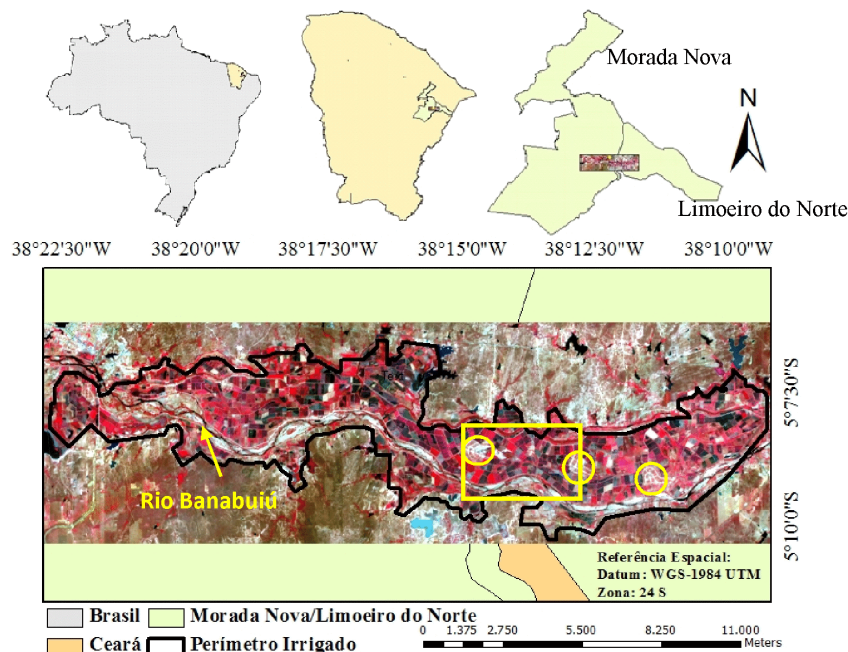 Morada Nova
N
Limoeiro do Norte
38°22'30"W 38°20'0"W 38°17'30"W 38°15'0"W 38°12'30"W 38°10'0"W
5°7'30"S
Rio Banabuiú
5°10'0"S
Referência Espacial:
Datum: WGS-1984 UTM
Zona: 24 S
Brasil Morada Nova/Limoeiro do Norte
Ceará Perímetro Irrigado
0 1.375 2.750 5.500 8.250 11.000
Meters